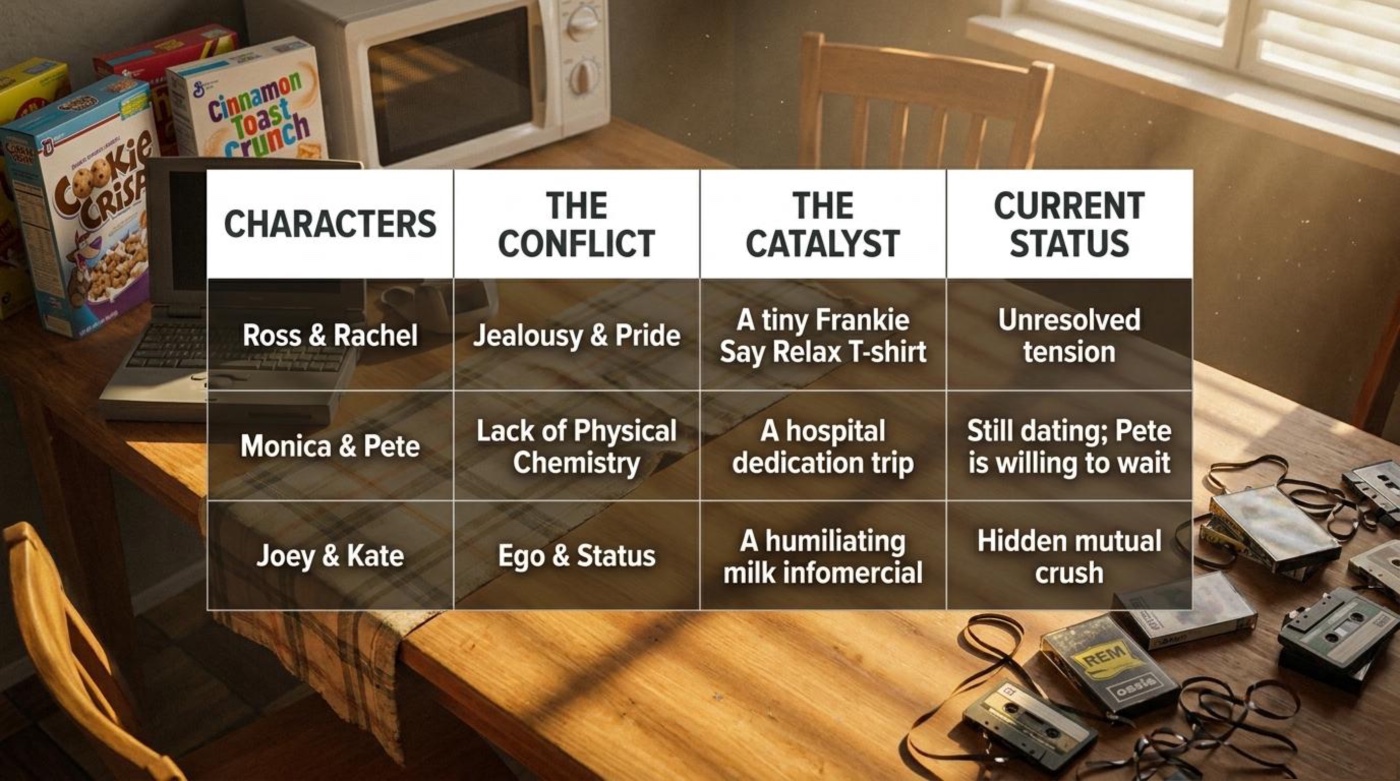 Cinnamon
Toast
Crunch
Cookie
Crisp
CHARACTERS
THE
CONFLICT
THE
CATALYST
CURRENT
STATUS
Ross & Rachel
Jealousy & Pride
A tiny Frankie
Say Relax T-shirt
Unresolved
tension
Monica & Pete
Lack of Physical
Chemistry
A hospital
dedication trip
Still dating; Pete
is willing to wait
Joey & Kate
Ego & Status
A humiliating
milk infomercial
Hidden mutual
crush
REM
oasis